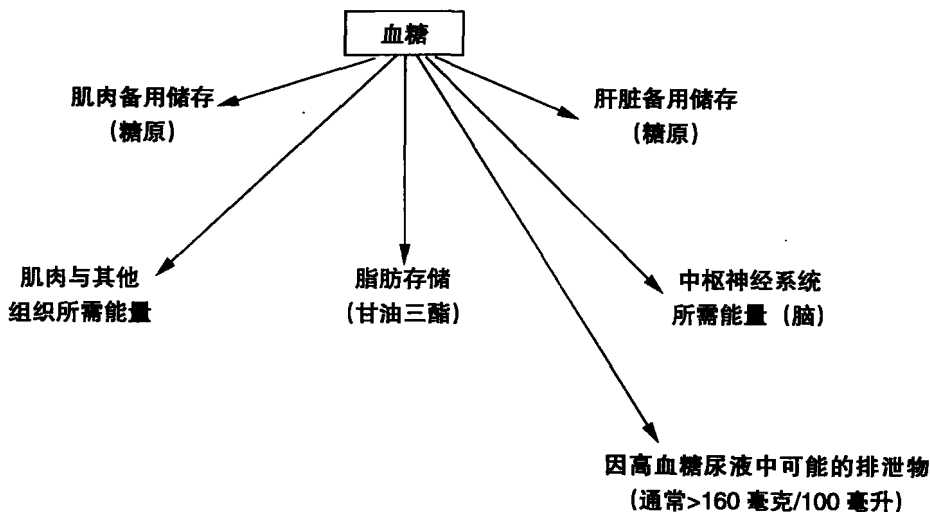 血糖
肌肉备用储存
(糖原)
肝脏备用储存
(糖原)
肌肉与其他
组织所需能量
脂肪存储
(甘油三酯)
中枢神经系统
所需能量 (脑)
因高血糖尿液中可能的排泄物
(通常>160 毫克/100 毫升)